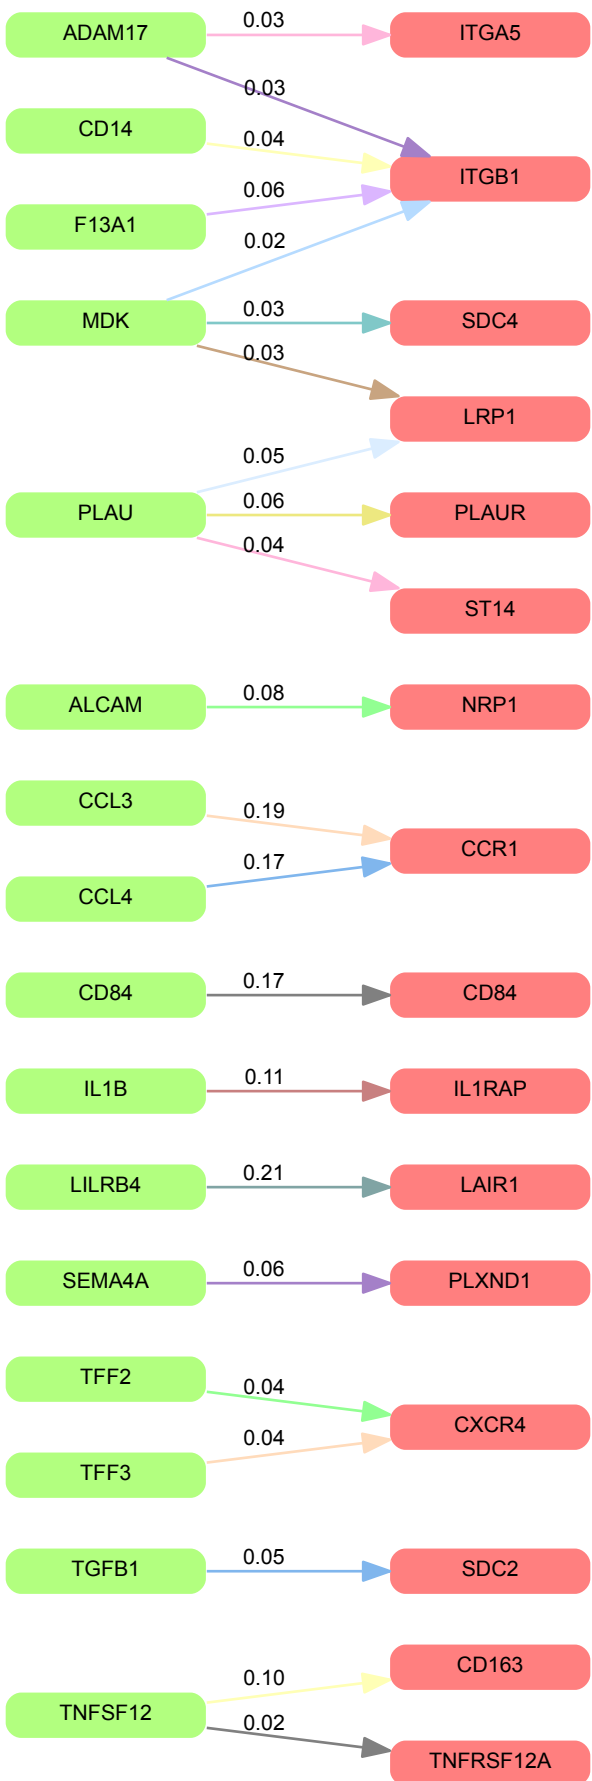 ADAM17 0.03 ITGA5
0.03
CD14 0.04 ITGB1
F13A1 0.06
0.02
MDK 0.03 SDC4
0.03
LRP1
0.05
PLAU 0.06 PLAUR
0.04
ST14
ALCAM 0.08 NRP1
CCL3 0.19
CCR1
CCL4 0.17
CD84 0.17 CD84
IL1B 0.11 IL1RAP
LILRB4 0.21 LAIR1
SEMA4A 0.06 PLXND1
TFF2 0.04
CXCR4
TFF3 0.04
TGFB1 0.05 SDC2
CD163
0.10
TNFSF12 0.02
TNFRSF12A